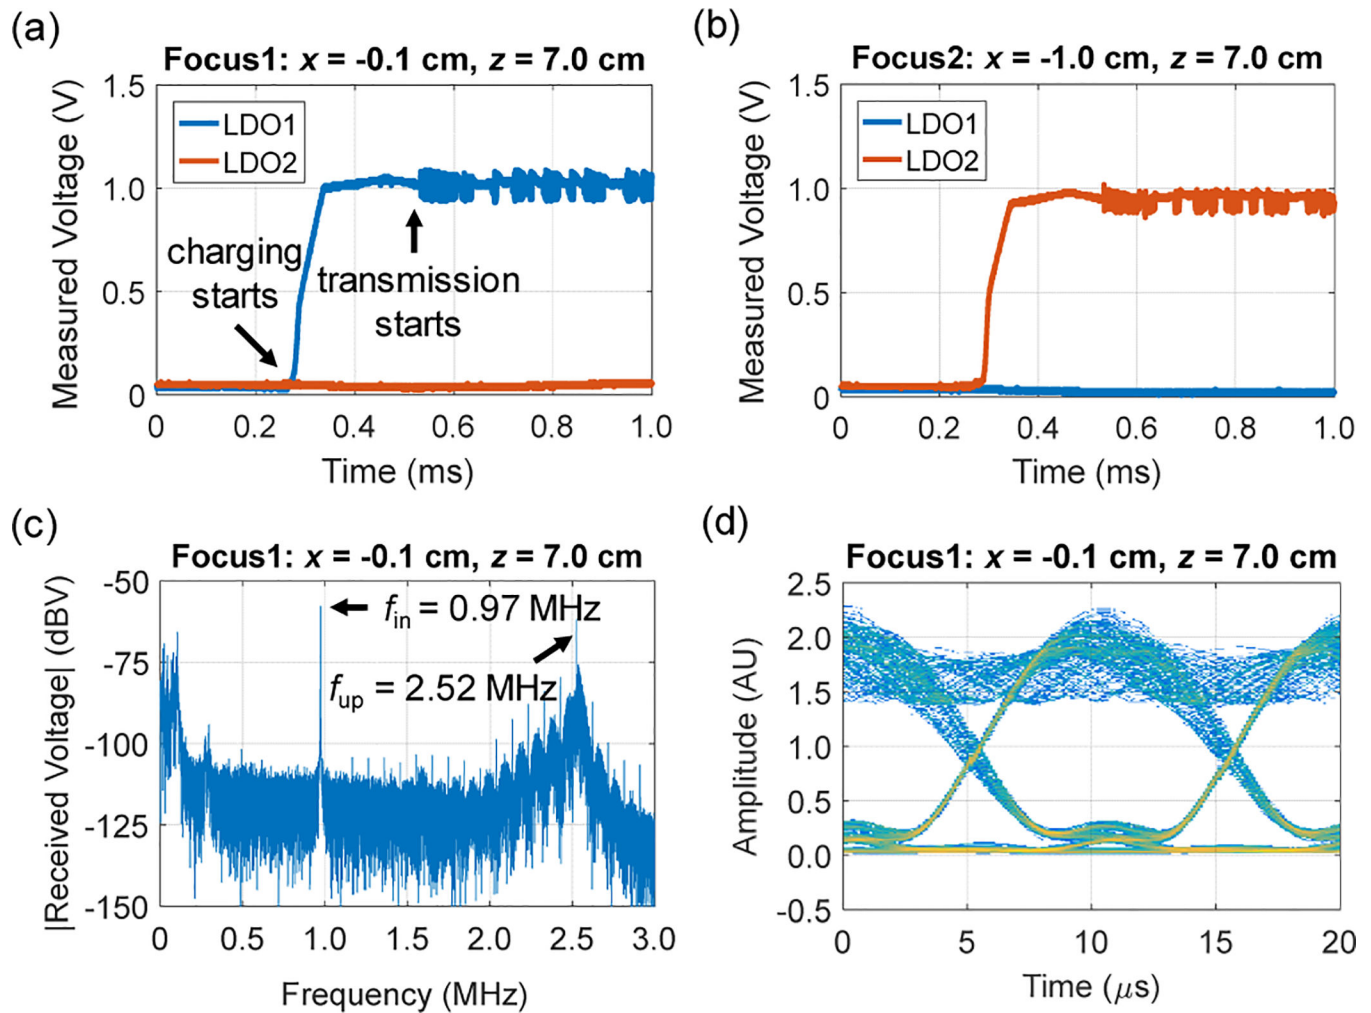 (a)
Focus1: x = -0.1 cm, z = 7.0 cm
Measured Voltage (V)
1.5
1.0
0.5
0
LDO1
LDO2
charging
starts
transmission
starts
0 0.2 0.4 0.6 0.8 1.0
Time (ms)
(b)
Focus2: x = -1.0 cm, z = 7.0 cm
Measured Voltage (V)
1.5
1.0
0.5
0
LDO1
LDO2
0 0.2 0.4 0.6 0.8 1.0
Time (ms)
(c)
Focus1: x = -0.1 cm, z = 7.0 cm
|Received Voltage| (dBV)
-50
-75
-100
-125
-150
fin = 0.97 MHz
fup = 2.52 MHz
0 0.5 1.0 1.5 2.0 2.5 3.0
Frequency (MHz)
(d)
Focus1: x = -0.1 cm, z = 7.0 cm
Amplitude (AU)
2.5
2.0
1.5
1.0
0.5
0.0
-0.5
0 5 10 15 20
Time (μs)